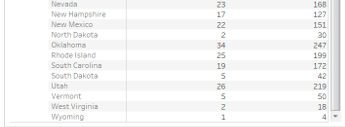 Nevada 23 168
New Hampshire 17 127
New Mexico 22 151
North Dakota 2 30
Oklahoma 34 247
Rhode Island 25 199
South Carolina 19 172
South Dakota 5 42
Utah 26 219
Vermont 5 50
West Virginia 2 18
Wyoming 1 4